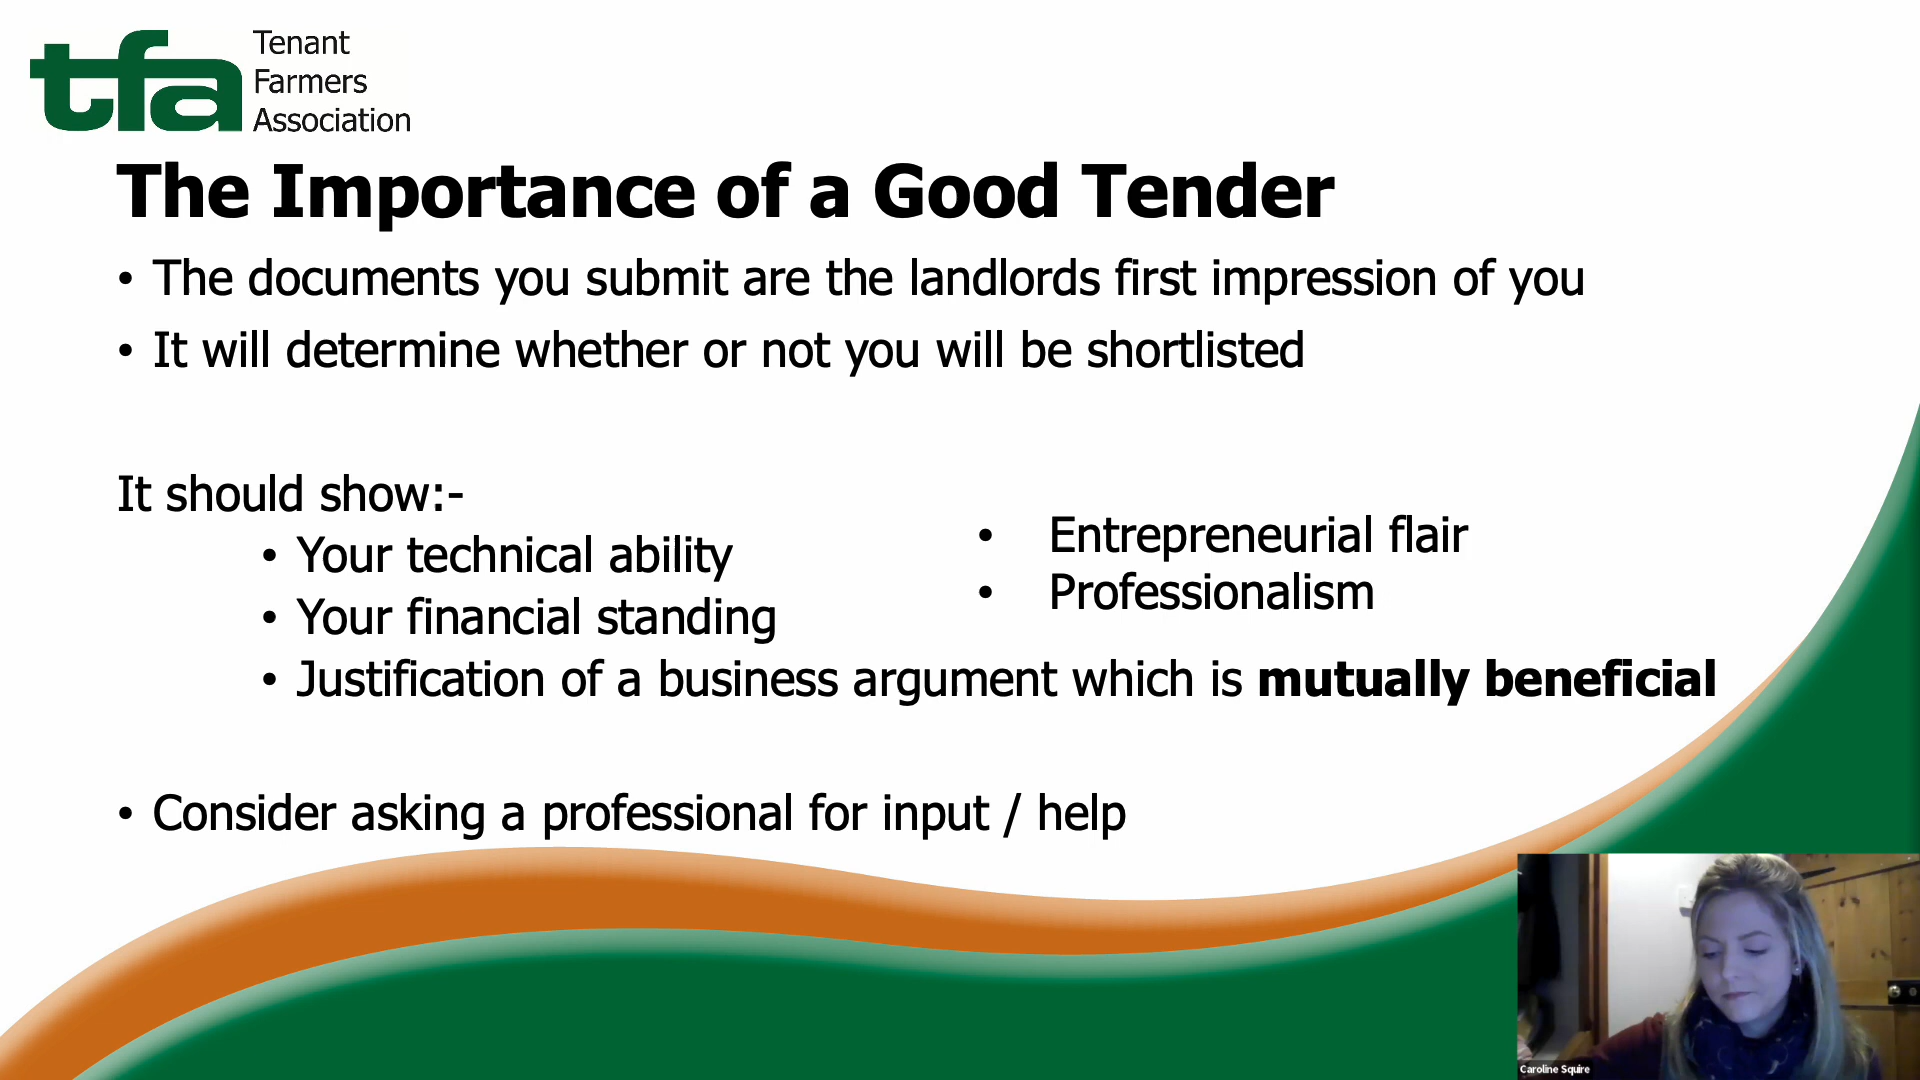 tfa
Tenant
Farmers
Association
The Importance of a Good Tender
• The documents you submit are the landlords first impression of you
• It will determine whether or not you will be shortlisted
It should show:-
• Your technical ability
• Your financial standing
• Justification of a business argument which is mutually beneficial
• Entrepreneurial flair
• Professionalism
• Consider asking a professional for input / help
Caroline Squire